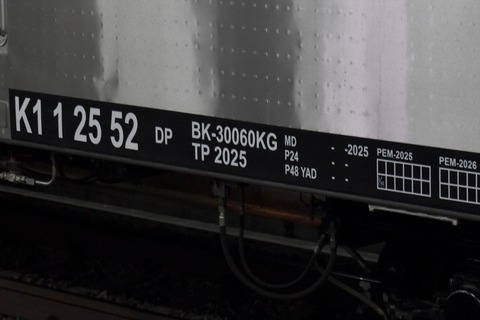 K1 1 25 52 DP
BK-30060KG
TP 2025
MD : -2025
P24 : :
P48 YAD : :
PEM-2025
PEM-2026